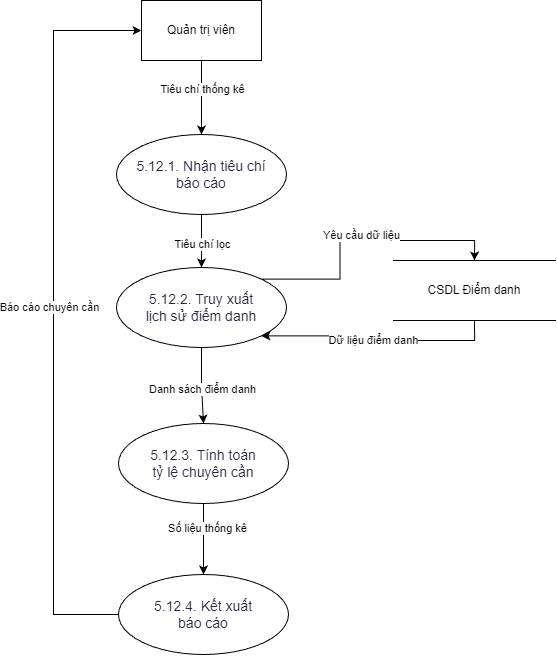 Quản trị viên
Tiêu chí thống kê
5.12.1. Nhận tiêu chí
báo cáo
Tiêu chí lọc
Yêu cầu dữ liệu
CSDL Điểm danh
5.12.2. Truy xuất
lịch sử điểm danh
Báo cáo chuyên cần
Dữ liệu điểm danh
Danh sách điểm danh
5.12.3. Tính toán
tỷ lệ chuyên cần
Số liệu thống kê
5.12.4. Kết xuất
báo cáo